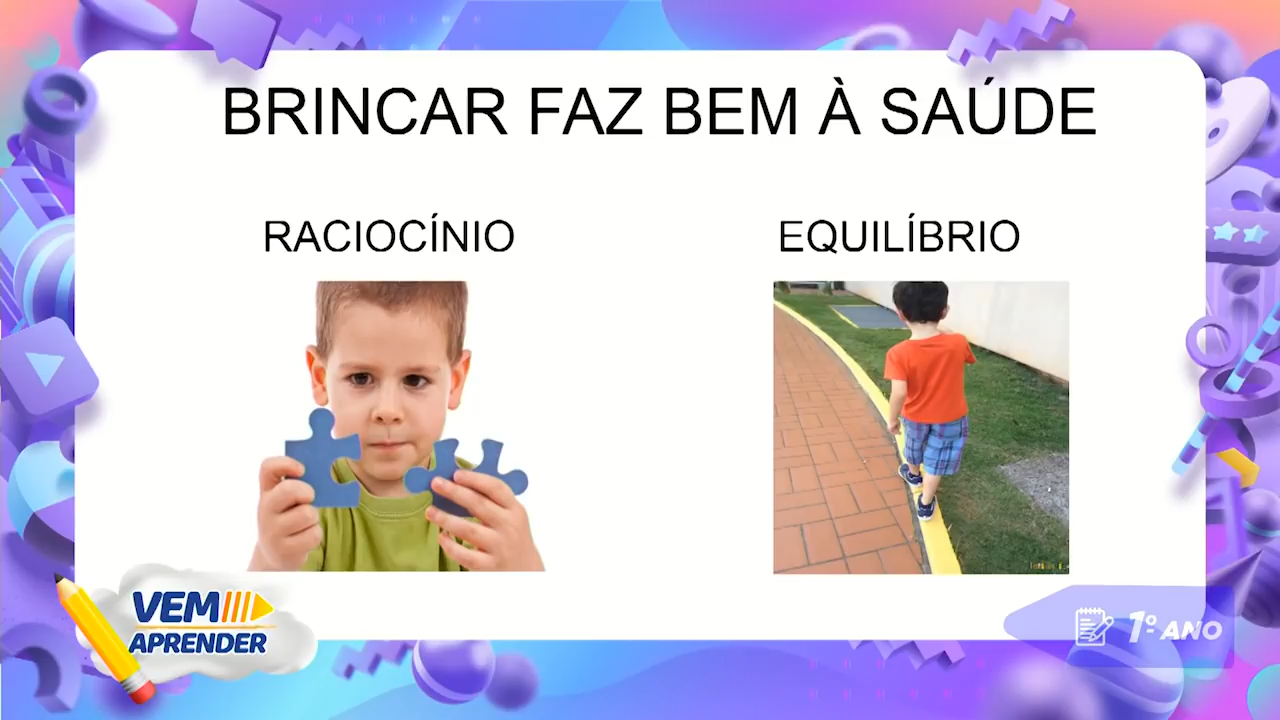 BRINCAR FAZ BEM À SAÚDE
RACIOCÍNIO
EQUILÍBRIO
VEM
APRENDER
1º ANO